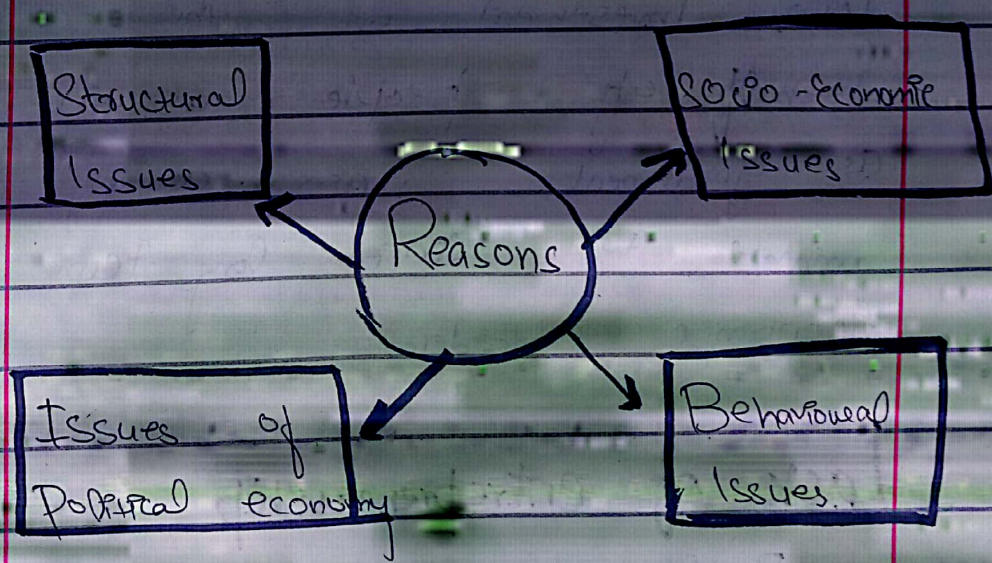 Structural
Issues
Socio-Economic
Issues
Reasons
Issues of
Political economy
Behavioural
Issues